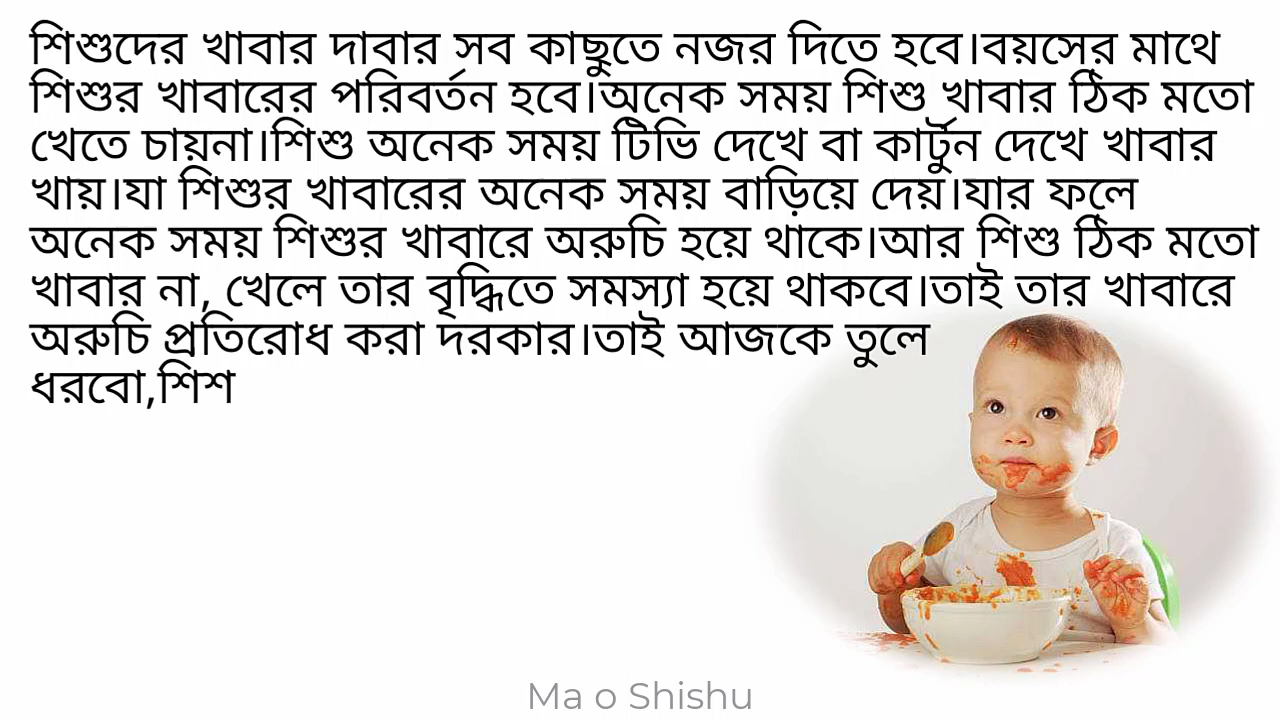 শিশুদের খাবার দাবার সব কাছুতে নজর দিতে হবে।বয়সের মাথে
শিশুর খাবারের পরিবর্তন হবে।অনেক সময় শিশু খাবার ঠিক মতো
খেতে চায়না।শিশু অনেক সময় টিভি দেখে বা কার্টুন দেখে খাবার
খায়।যা শিশুর খাবারের অনেক সময় বাড়িয়ে দেয়।যার ফলে
অনেক সময় শিশুর খাবারে অরুচি হয়ে থাকে।আর শিশু ঠিক মতো
খাবার না, খেলে তার বৃদ্ধিতে সমস্যা হয়ে থাকবে।তাই তার খাবারে
অরুচি প্রতিরোধ করা দরকার।তাই আজকে তুলে
ধরবো,শিশ
Ma o Shishu